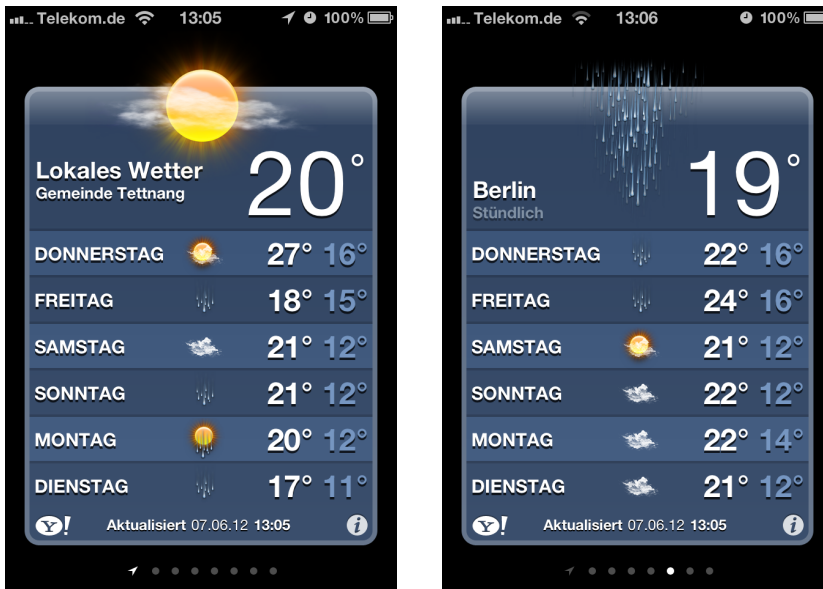 Telekom.de 13:05 100%
Lokales Wetter
Gemeinde Tettnang
20°
DONNERSTAG 27° 16°
FREITAG 18° 15°
SAMSTAG 21° 12°
SONNTAG 21° 12°
MONTAG 20° 12°
DIENSTAG 17° 11°
Y! Aktualisiert 07.06.12 13:05 i
Telekom.de 13:06 100%
Berlin
Stündlich
19°
DONNERSTAG 22° 16°
FREITAG 24° 16°
SAMSTAG 21° 12°
SONNTAG 22° 12°
MONTAG 22° 14°
DIENSTAG 21° 12°
Y! Aktualisiert 07.06.12 13:05 i